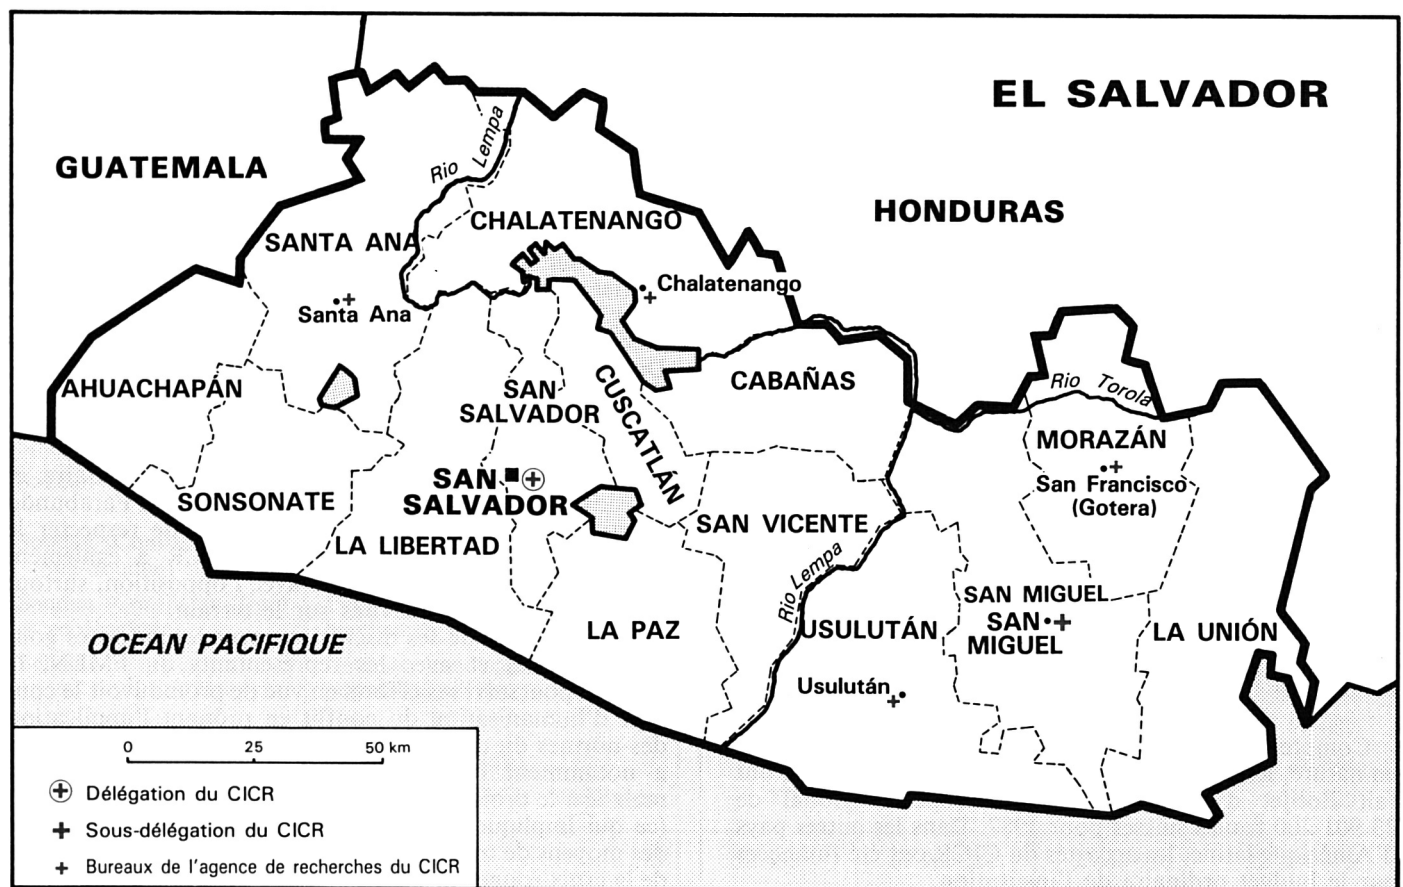 EL SALVADOR
GUATEMALA
HONDURAS
Rio Lempa
CHALATENANGO
SANTA ANA
Chalatenango
Santa Ana
AHUACHAPÁN
SAN
SALVADOR
CUSCATLÁN
CABAÑAS
Rio Torola
MORAZÁN
San Francisco
(Gotera)
SAN
SALVADOR
SONSONATE
LA LIBERTAD
SAN VICENTE
Rio Lempa
SAN MIGUEL
SAN
MIGUEL
LA PAZ
USULUTÁN
LA UNIÓN
Usulután
OCEAN PACIFIQUE
0 25 50 km
Délégation du CICR
Sous-délégation du CICR
Bureaux de l'agence de recherches du CICR